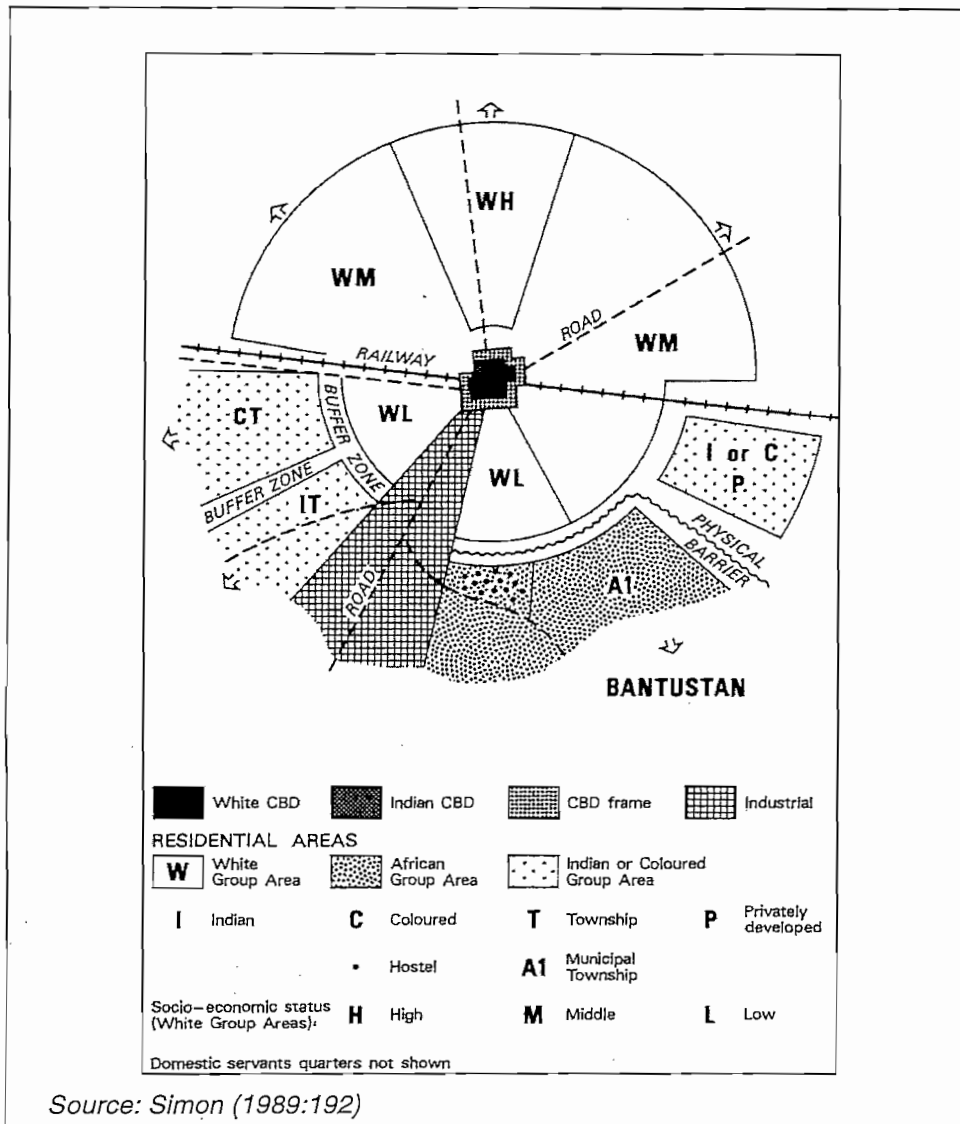 WH
WM
ROAD
WM
RAILWAY
CT
BUFFER ZONE
WL
I or C
P
BUFFER ZONE
IT
WL
PHYSICAL
BARRIER
ROAD
A1
BANTUSTAN
White CBD
Indian CBD
CBD frame
Industrial
RESIDENTIAL AREAS
W White
Group Area
African
Group Area
Indian or Coloured
Group Area
I Indian
C Coloured
T Township
P Privately
developed
• Hostel
A1 Municipal
Township
Socio-economic status
(White Group Areas):
H High
M Middle
L Low
Domestic servants quarters not shown
Source: Simon (1989:192)